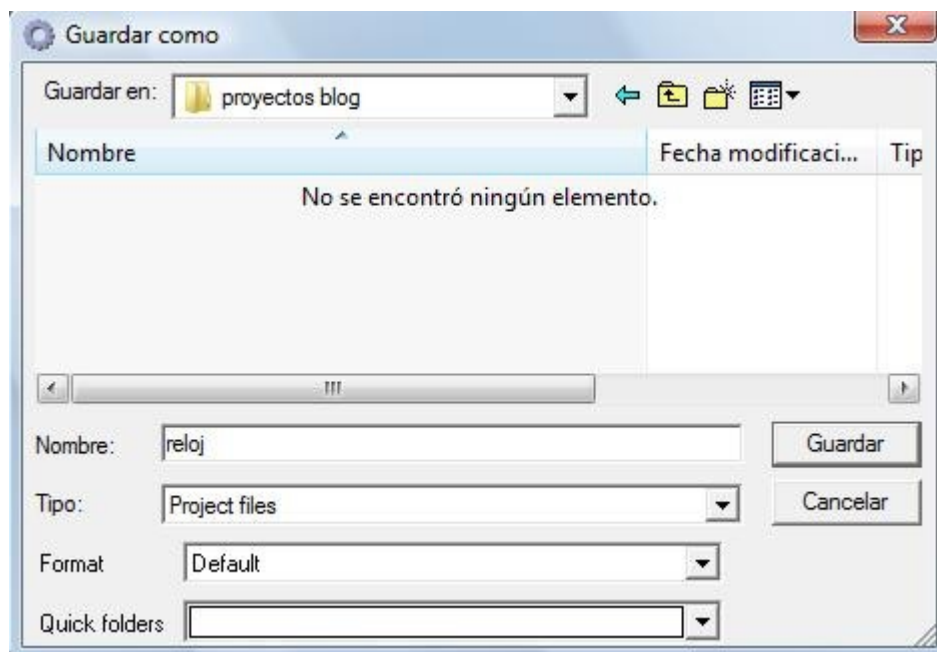 Guardar como
Guardar en: proyectos blog
Nombre Fecha modificaci... Tip
No se encontró ningún elemento.
Nombre: reloj Guardar
Tipo: Project files Cancelar
Format Default
Quick folders